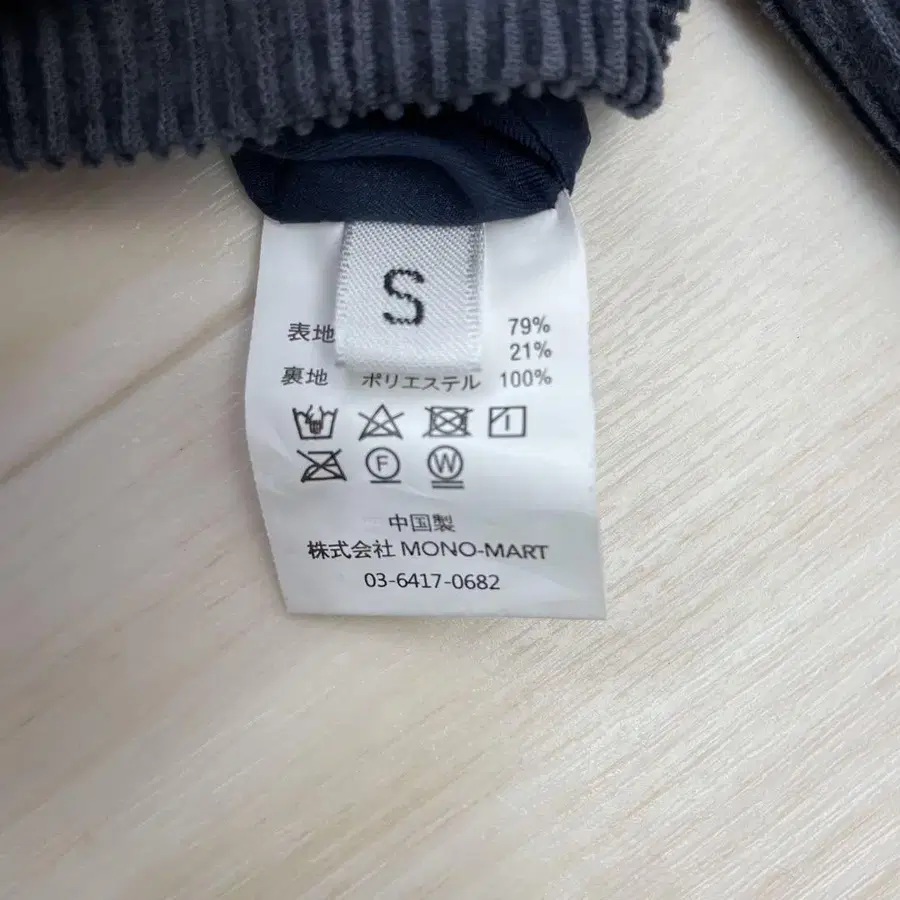 S
表地 79%
21%
裏地 ポリエステル 100%
F W
中国製
株式会社 MONO-MART
03-6417-0682